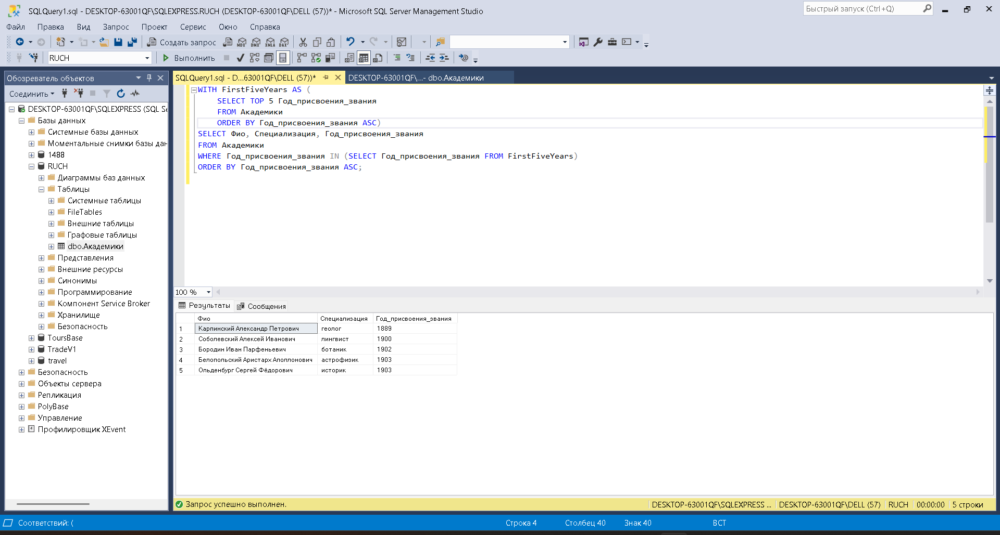 SQLQuery1.sql - DESKTOP-63001QF\SQLEXPRESS.RUCH (DESKTOP-63001QF\DELL (57))* - Microsoft SQL Server Management Studio
Быстрый запуск (Ctrl+Q)
Файл Правка Вид Запрос Проект Сервис Окно Справка
Создать запрос MDX DMX XMLA DAX
RUCH Выполнить
Обозреватель объектов
Соединить
DESKTOP-63001QF\SQLEXPRESS (SQL Se
Базы данных
Системные базы данных
Моментальные снимки базы дан
1488
RUCH
Диаграммы баз данных
Таблицы
Системные таблицы
FileTables
Внешние таблицы
Графовые таблицы
dbo.Академики
Представления
Внешние ресурсы
Синонимы
Программирование
Компонент Service Broker
Хранилище
Безопасность
ToursBase
TradeV1
travel
Безопасность
Объекты сервера
Репликация
PolyBase
Управление
Профилировщик XEvent
SQLQuery1.sql - D...63001QF\DELL (57))* DESKTOP-63001QF\...- dbo.Академики
WITH FirstFiveYears AS (
SELECT TOP 5 Год_присвоения_звания
FROM Академики
ORDER BY Год_присвоения_звания ASC)
SELECT Фио, Специализация, Год_присвоения_звания
FROM Академики
WHERE Год_присвоения_звания IN (SELECT Год_присвоения_звания FROM FirstFiveYears)
ORDER BY Год_присвоения_звания ASC;
100 %
Результаты Сообщения
Фио Специализация Год_присвоения_звания
1 Карпинский Александр Петрович геолог 1889
2 Соболевский Алексей Иванович лингвист 1900
3 Бородин Иван Парфеньевич ботаник 1902
4 Белопольский Аристарх Аполлонович астрофизик 1903
5 Ольденбург Сергей Фёдорович историк 1903
Запрос успешно выполнен. DESKTOP-63001QF\SQLEXPRESS ... DESKTOP-63001QF\DELL (57) RUCH 00:00:00 5 строки
Соответствий: ( Строка 4 Столбец 40 Знак 40 ВСТ